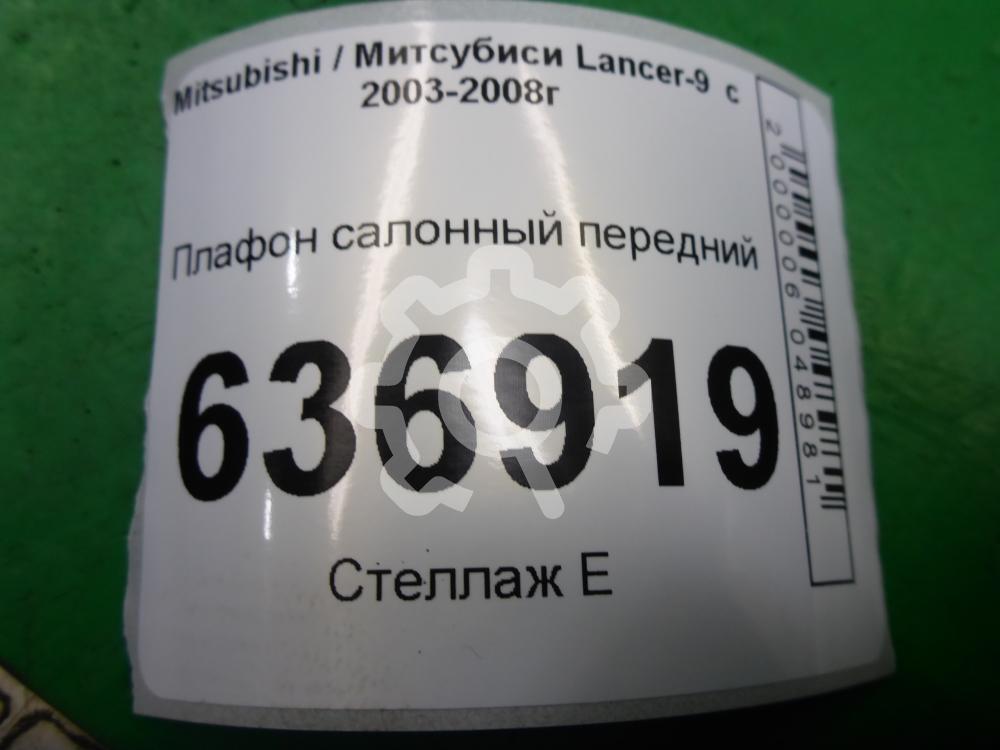 Mitsubishi / Митсубиси Lancer-9 с
2003-2008г
Плафон салонный передний
636919
Стеллаж Е
2000006048981